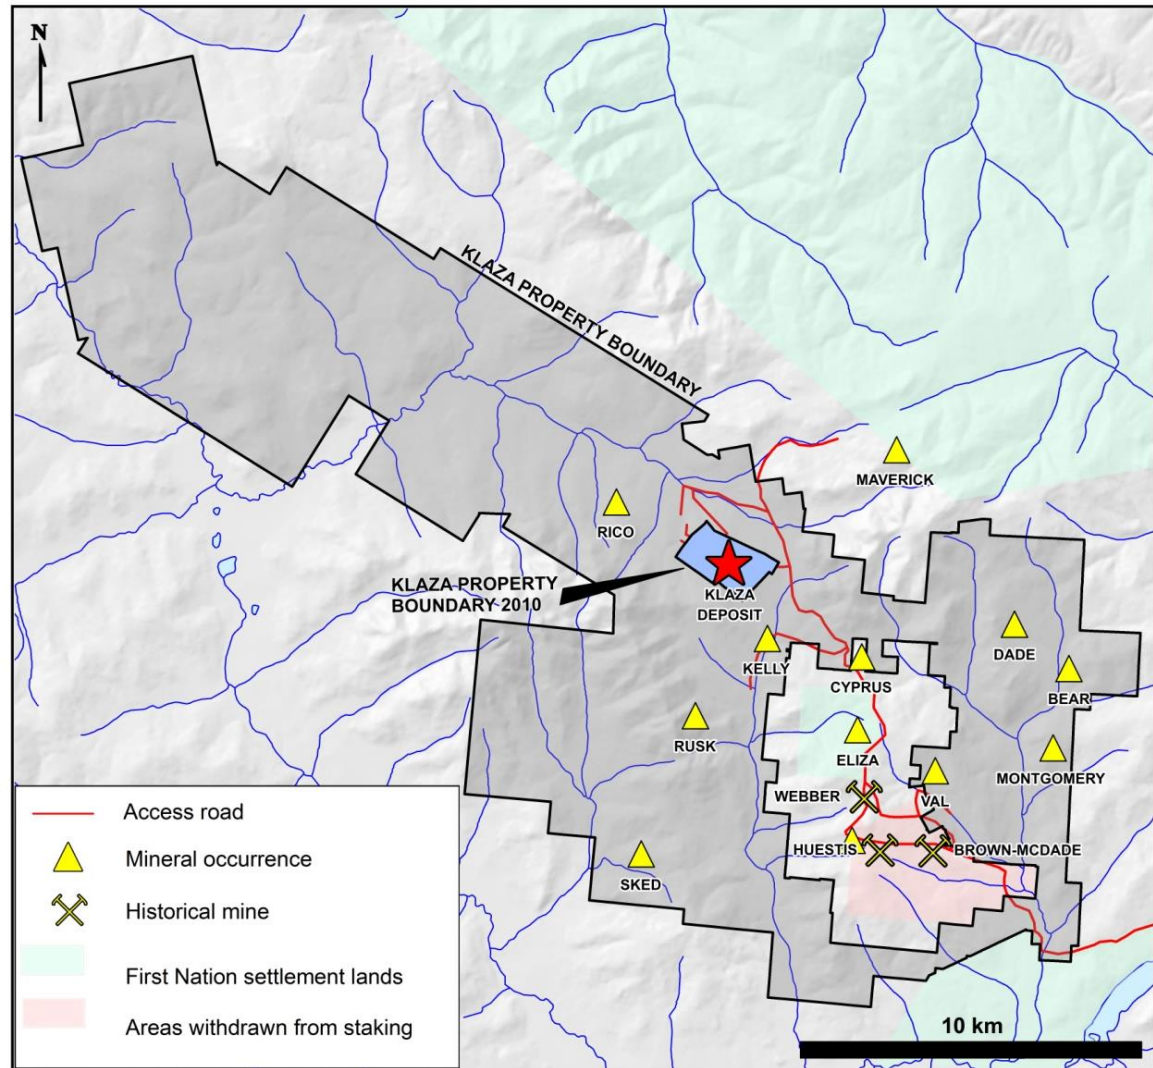 N
KLAZA PROPERTY BOUNDARY
MAVERICK
RICO
KLAZA PROPERTY
BOUNDARY 2010
KLAZA
DEPOSIT
DADE
KELLY
CYPRUS
BEAR
RUSK
ELIZA
MONTGOMERY
WEBBER
VAL
HUESTIS
BROWN-MCDADE
SKED
Access road
Mineral occurrence
Historical mine
First Nation settlement lands
Areas withdrawn from staking
10 km